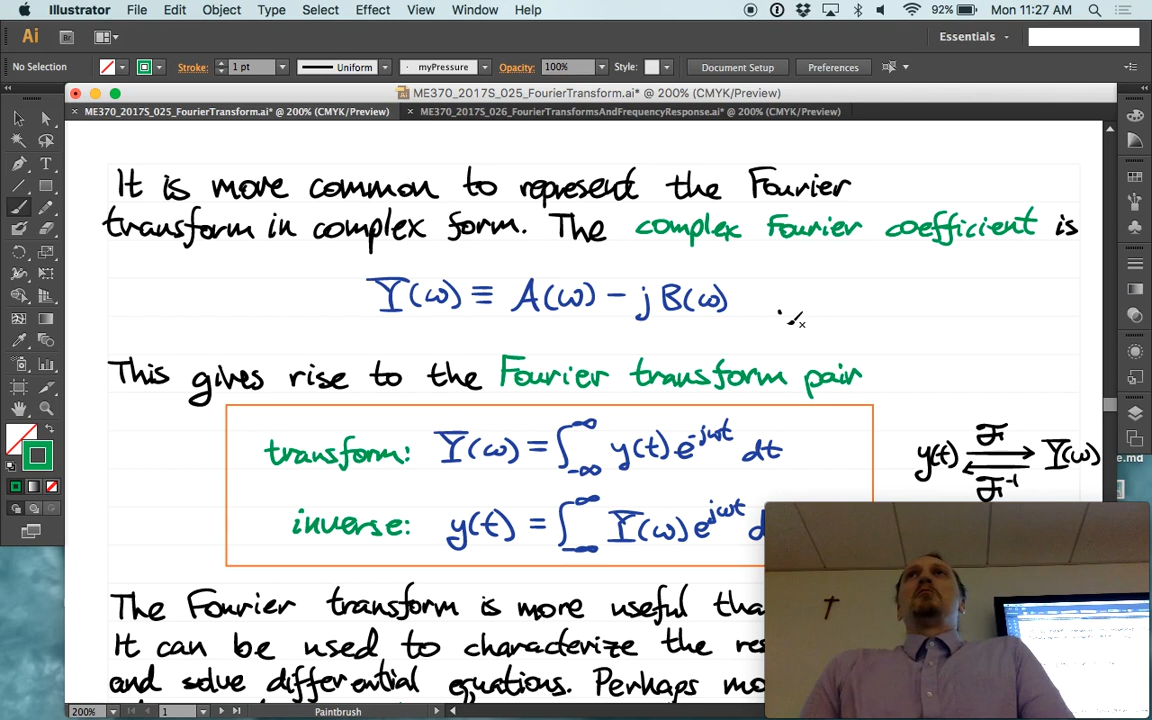 Illustrator File Edit Object Type Select Effect View Window Help 92% Mon 11:27 AM
Ai Br Essentials
No Selection Stroke: 1 pt Uniform myPressure Opacity: 100% Style: Document Setup Preferences
ME370_2017S_025_FourierTransform.ai* @ 200% (CMYK/Preview)
ME370_2017S_025_FourierTransform.ai* @ 200% (CMYK/Preview) ME370_2017S_026_FourierTransformsAndFrequencyResponse.ai* @ 200% (CMYK/Preview)
It is more common to represent the Fourier
transform in complex form. The complex Fourier coefficient is
Y(ω) ≡ A(ω) − j B(ω)
This gives rise to the Fourier transform pair
transform: Y(ω) = ∫_{-∞}^{∞} y(t) e^{-jωt} dt
y(t) ⇄ Y(ω)
ℱ
ℱ⁻¹
e.md
inverse: y(t) = ∫_{-∞}^{∞} Y(ω) e^{jωt} d
The Fourier transform is more useful tha
It can be used to characterize the res
and solve differential equations. Perhaps mo
200% 1 Paintbrush